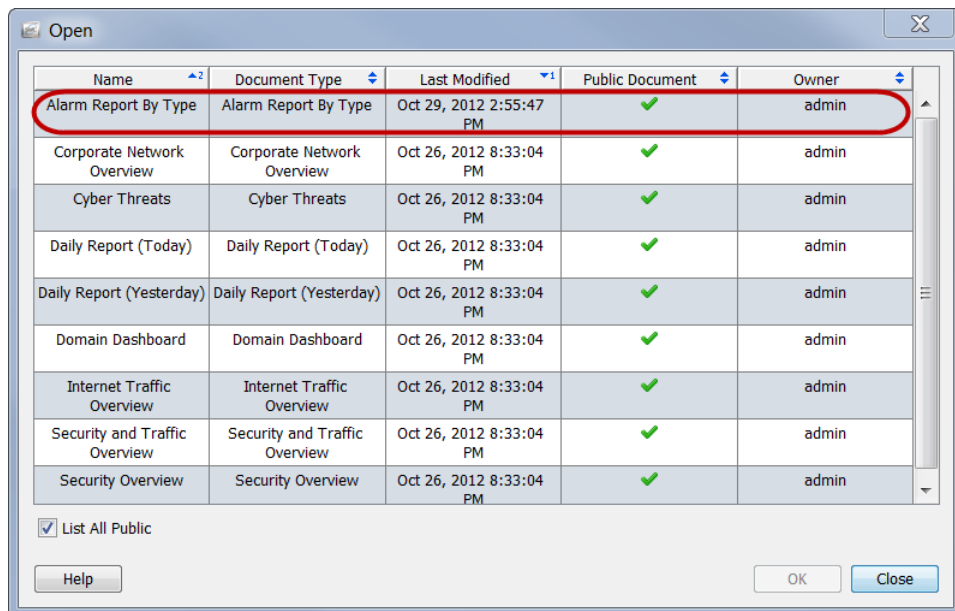 Open
Name 2 Document Type Last Modified 1 Public Document Owner
Alarm Report By Type Alarm Report By Type Oct 29, 2012 2:55:47 admin
PM
Corporate Network Corporate Network Oct 26, 2012 8:33:04 admin
Overview Overview PM
Cyber Threats Cyber Threats Oct 26, 2012 8:33:04 admin
PM
Daily Report (Today) Daily Report (Today) Oct 26, 2012 8:33:04 admin
PM
Daily Report (Yesterday) Daily Report (Yesterday) Oct 26, 2012 8:33:04 admin
PM
Domain Dashboard Domain Dashboard Oct 26, 2012 8:33:04 admin
PM
Internet Traffic Internet Traffic Oct 26, 2012 8:33:04 admin
Overview Overview PM
Security and Traffic Security and Traffic Oct 26, 2012 8:33:04 admin
Overview Overview PM
Security Overview Security Overview Oct 26, 2012 8:33:04 admin
PM
List All Public
Help OK Close